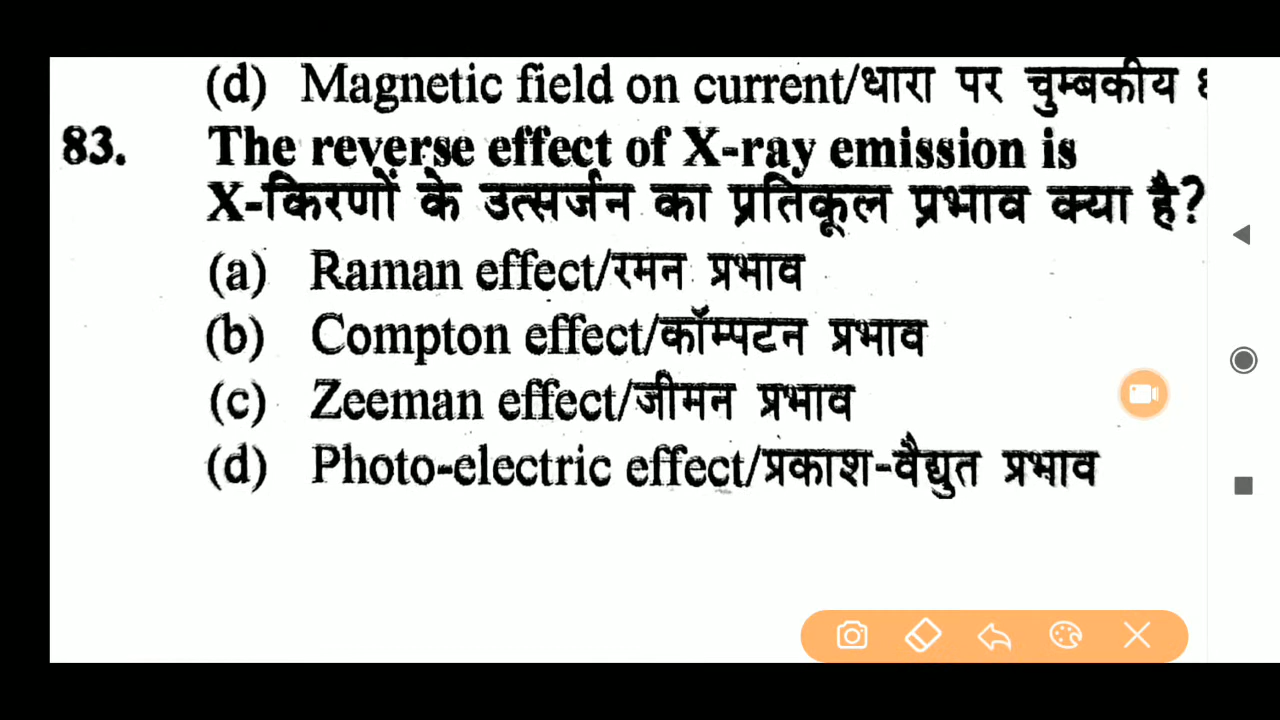 (d) Magnetic field on current/धारा पर चुम्बकीय
83. The reverse effect of X-ray emission is
X-किरणों के उत्सर्जन का प्रतिकूल प्रभाव क्या है?
(a) Raman effect/रमन प्रभाव
(b) Compton effect/कॉम्पटन प्रभाव
(c) Zeeman effect/जीमन प्रभाव
(d) Photo-electric effect/प्रकाश-वैद्युत प्रभाव